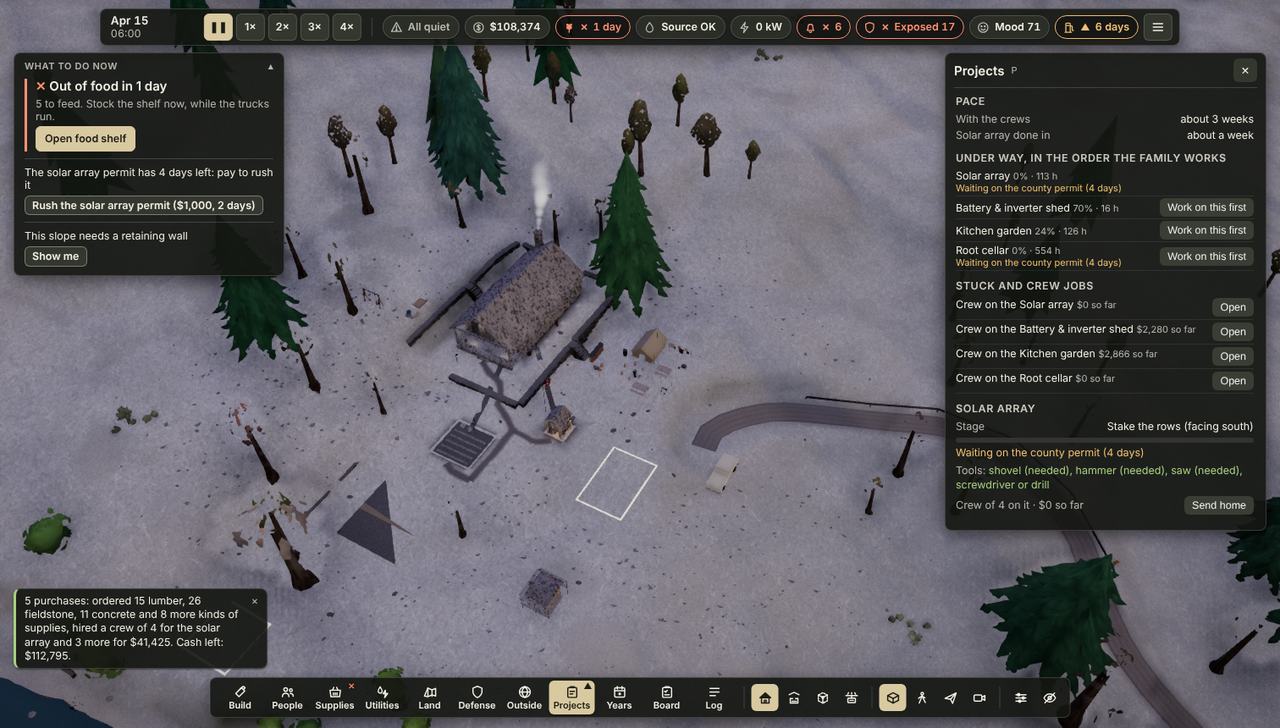 Apr 15
06:00
1×
2×
3×
4×
All quiet
$108,374
× 1 day
Source OK
0 kW
× 6
× Exposed 17
Mood 71
▲ 6 days
WHAT TO DO NOW ▲
× Out of food in 1 day
5 to feed. Stock the shelf now, while the trucks
run.
Open food shelf
The solar array permit has 4 days left: pay to rush
it
Rush the solar array permit ($1,000, 2 days)
This slope needs a retaining wall
Show me
Projects P ×
PACE
With the crews about 3 weeks
Solar array done in about a week
UNDER WAY, IN THE ORDER THE FAMILY WORKS
Solar array 0% · 113 h
Waiting on the county permit (4 days)
Battery & inverter shed 70% · 16 h Work on this first
Kitchen garden 24% · 126 h Work on this first
Root cellar 0% · 554 h Work on this first
Waiting on the county permit (4 days)
STUCK AND CREW JOBS
Crew on the Solar array $0 so far Open
Crew on the Battery & inverter shed $2,280 so far Open
Crew on the Kitchen garden $2,866 so far Open
Crew on the Root cellar $0 so far Open
SOLAR ARRAY
Stage Stake the rows (facing south)
Waiting on the county permit (4 days)
Tools: shovel (needed), hammer (needed), saw (needed),
screwdriver or drill
Crew of 4 on it · $0 so far Send home
5 purchases: ordered 15 lumber, 26 ×
fieldstone, 11 concrete and 8 more kinds of
supplies, hired a crew of 4 for the solar
array and 3 more for $41,425. Cash left:
$112,795.
Build
People
Supplies
Utilities
Land
Defense
Outside
Projects
Years
Board
Log